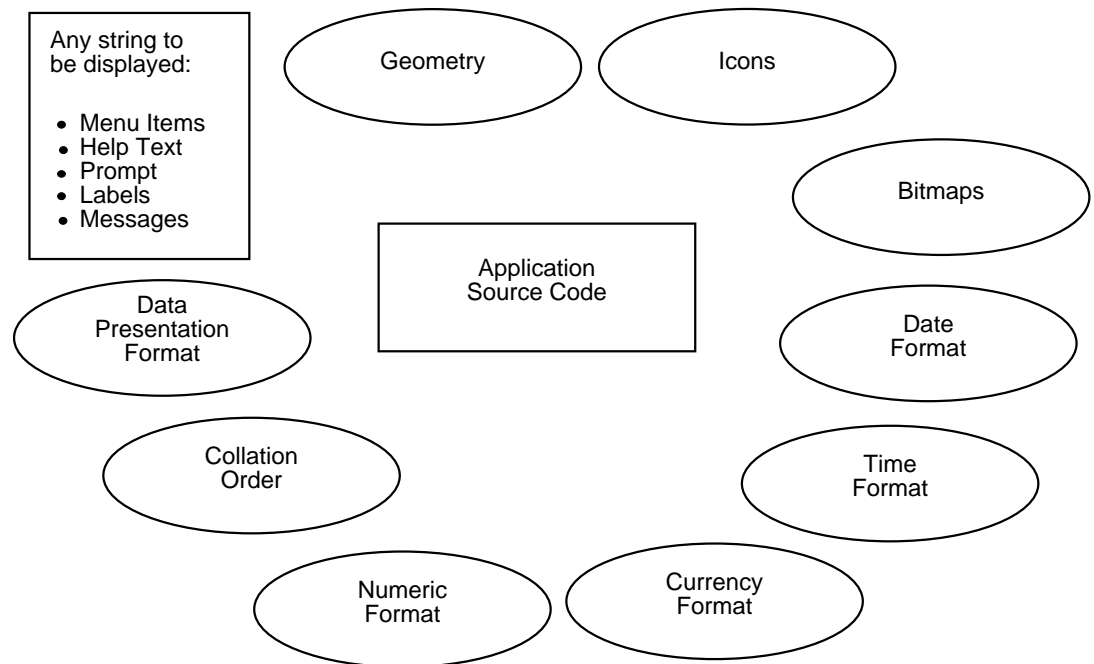 Any string to
be displayed:
• Menu Items
• Help Text
• Prompt
• Labels
• Messages
Geometry
Icons
Bitmaps
Application
Source Code
Data
Presentation
Format
Date
Format
Collation
Order
Time
Format
Numeric
Format
Currency
Format